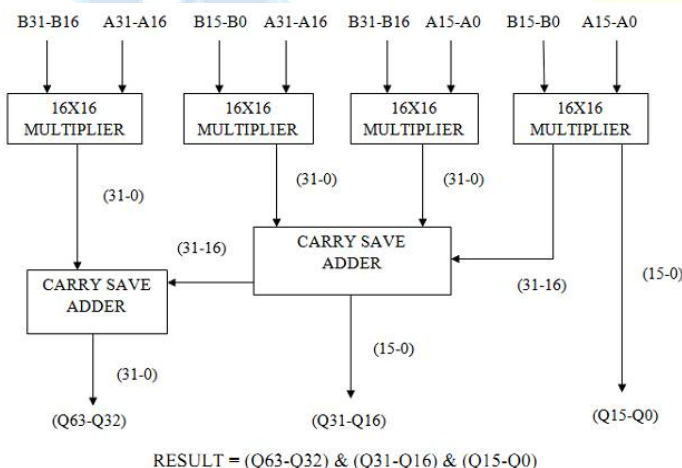 B31-B16 A31-A16 B15-B0 A31-A16 B31-B16 A15-A0 B15-B0 A15-A0
16X16 MULTIPLIER
16X16 MULTIPLIER
16X16 MULTIPLIER
16X16 MULTIPLIER
(31-0)
(31-0)
(31-0)
CARRY SAVE
ADDER
(31-16)
(31-16)
(15-0)
CARRY SAVE
ADDER
(31-0)
(15-0)
(Q63-Q32)
(Q31-Q16)
(Q15-Q0)
RESULT = (Q63-Q32) & (Q31-Q16) & (Q15-Q0)